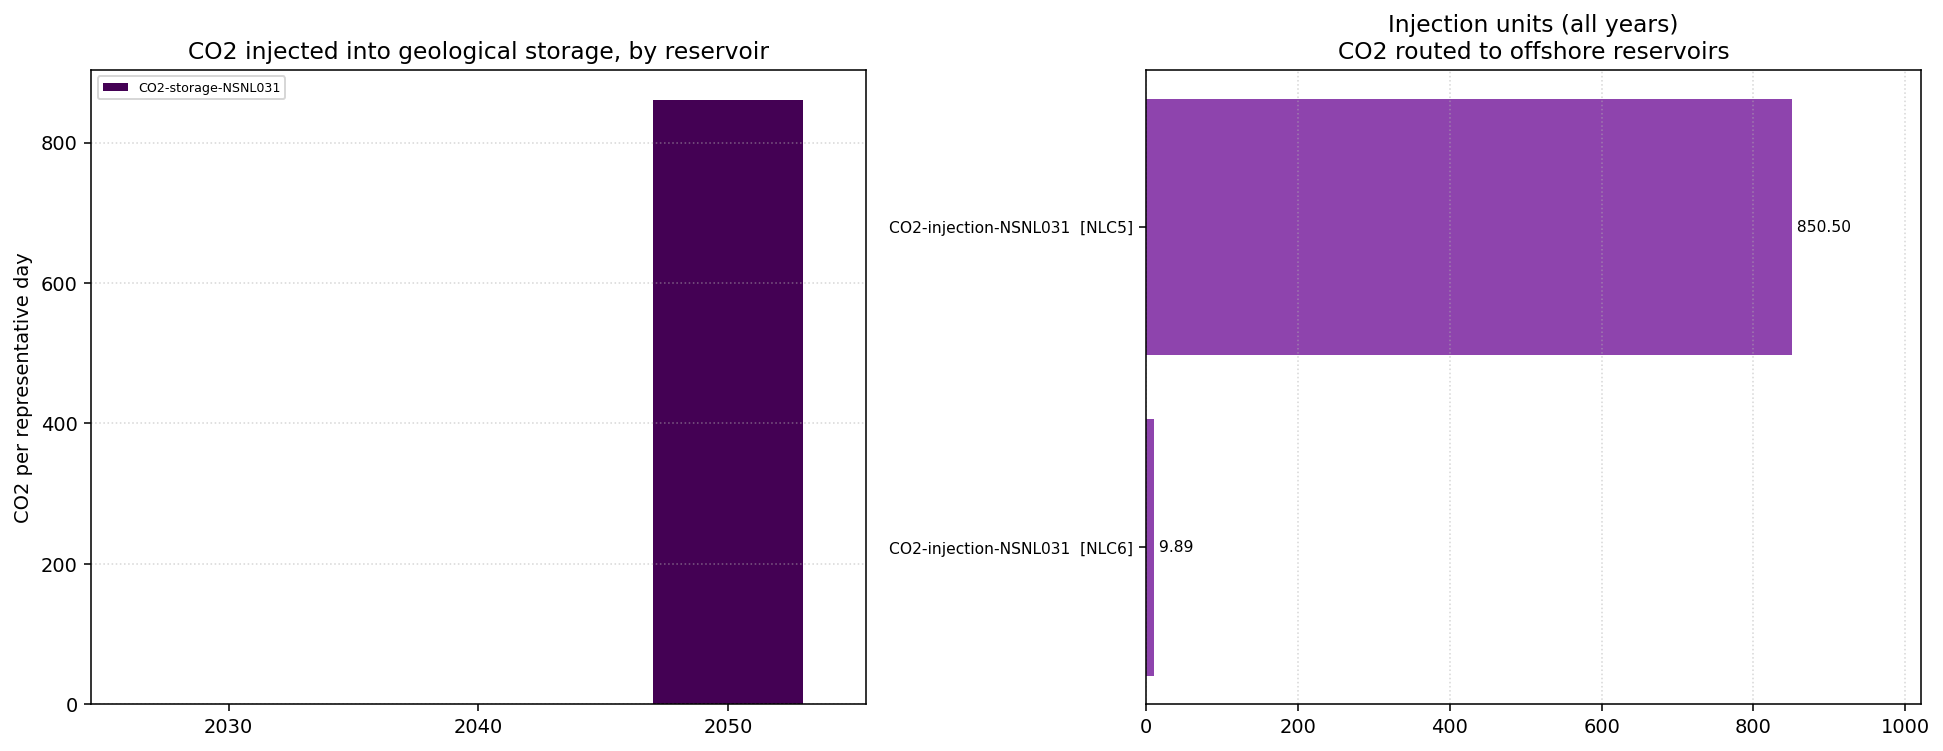 CO2 injected into geological storage, by reservoir
CO2-storage-NSNL031
CO2 per representative day
800
600
400
200
0
2030
2040
2050
Injection units (all years)
CO2 routed to offshore reservoirs
CO2-injection-NSNL031 [NLC5]
850.50
CO2-injection-NSNL031 [NLC6]
9.89
0
200
400
600
800
1000